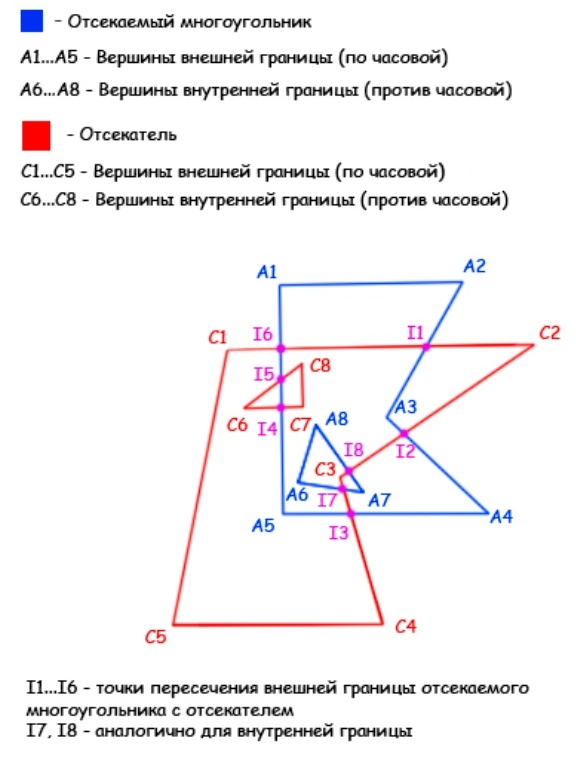 - Отсекаемый многоугольник
A1...A5 - Вершины внешней границы (по часовой)
A6...A8 - Вершины внутренней границы (против часовой)
- Отсекатель
C1...C5 - Вершины внешней границы (по часовой)
C6...C8 - Вершины внутренней границы (против часовой)
A1 A2
C1 I6 I1 C2
I5 C8
C6 I4 C7 A8 A3
I8 I2
C3
A6 I7 A7
A5 I3 A4
C5 C4
I1...I6 - точки пересечения внешней границы отсекаемого
многоугольника с отсекателем
I7, I8 - аналогично для внутренней границы